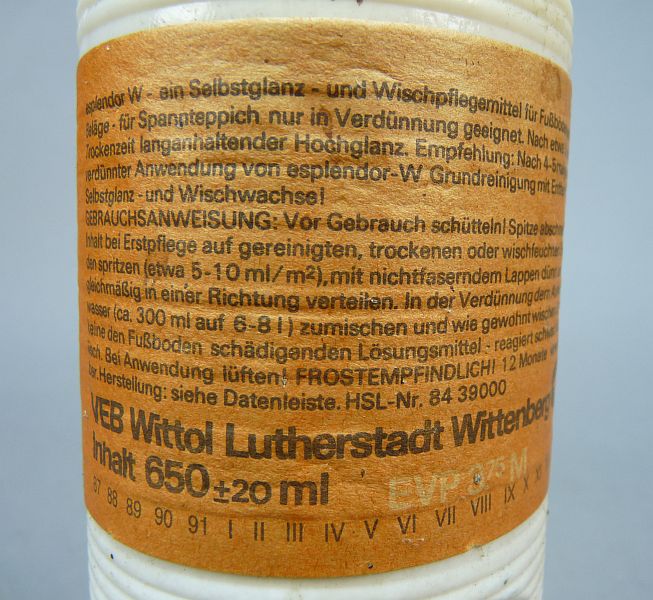 esplendor W - ein Selbstglanz - und Wischpflegemittel für
Beläge - für Spannteppich nur in Verdünnung geeignet. Nach etwa
Trockenzeit langanhaltender Hochglanz. Empfehlung: Nach 4-5
verdünnter Anwendung von esplendor-W Grundreinigung mit
Selbstglanz - und Wischwachse!
GEBRAUCHSANWEISUNG: Vor Gebrauch schütteln! Spitze
Inhalt bei Erstpflege auf gereinigten, trockenen oder
den spritzen (etwa 5-10 ml/m²), mit nichtfaserndem Lappen dünn
gleichmäßig in einer Richtung verteilen. In der Verdünnung dem
wasser (ca. 300 ml auf 6-8 l) zumischen und wie gewohnt wischen
keine den Fußboden schädigenden Lösungsmittel - reagiert
Bei Anwendung lüften! FROSTEMPFINDLICH! 12 Monate
Herstellung: siehe Datenleiste. HSL-Nr. 84 39000
VEB Wittol Lutherstadt Wittenberg
Inhalt 650 ±20 ml EVP 3,75 M
87 88 89 90 91 I II III IV V VI VII VIII IX X XI